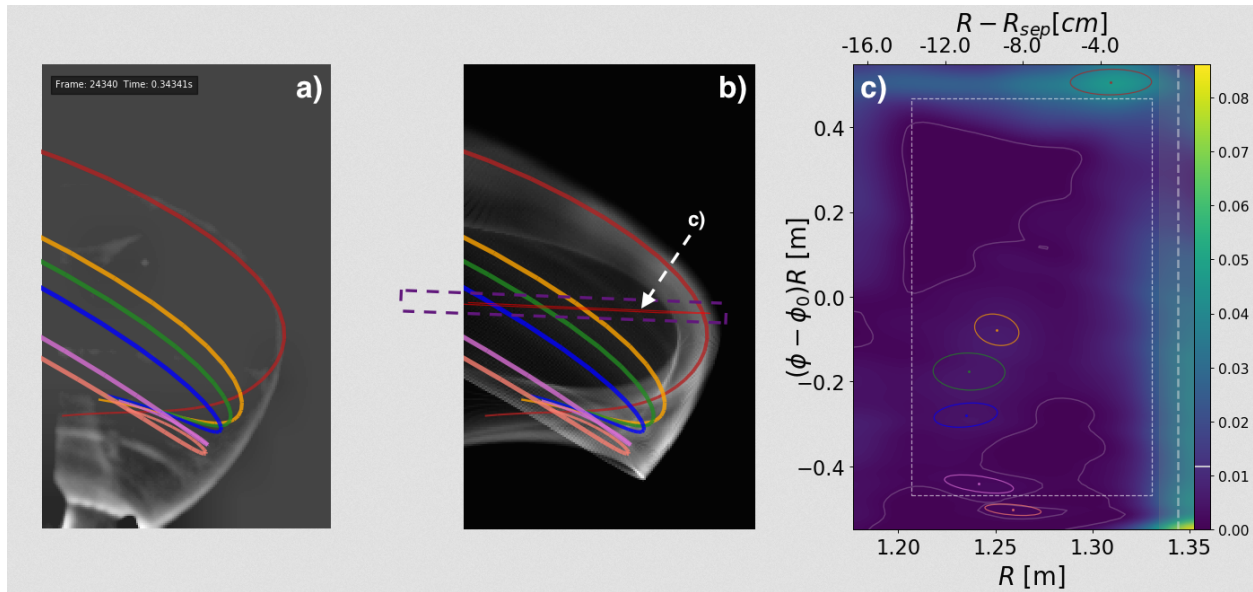 Frame: 24340 Time: 0.34341s
a)
b)
c)
c)
R − R_sep[cm]
-16.0 -12.0 -8.0 -4.0
(ϕ − ϕ₀)R [m]
0.4
0.2
0.0
−0.2
−0.4
1.20 1.25 1.30 1.35
R [m]
0.08
0.07
0.06
0.05
0.04
0.03
0.02
0.01
0.00